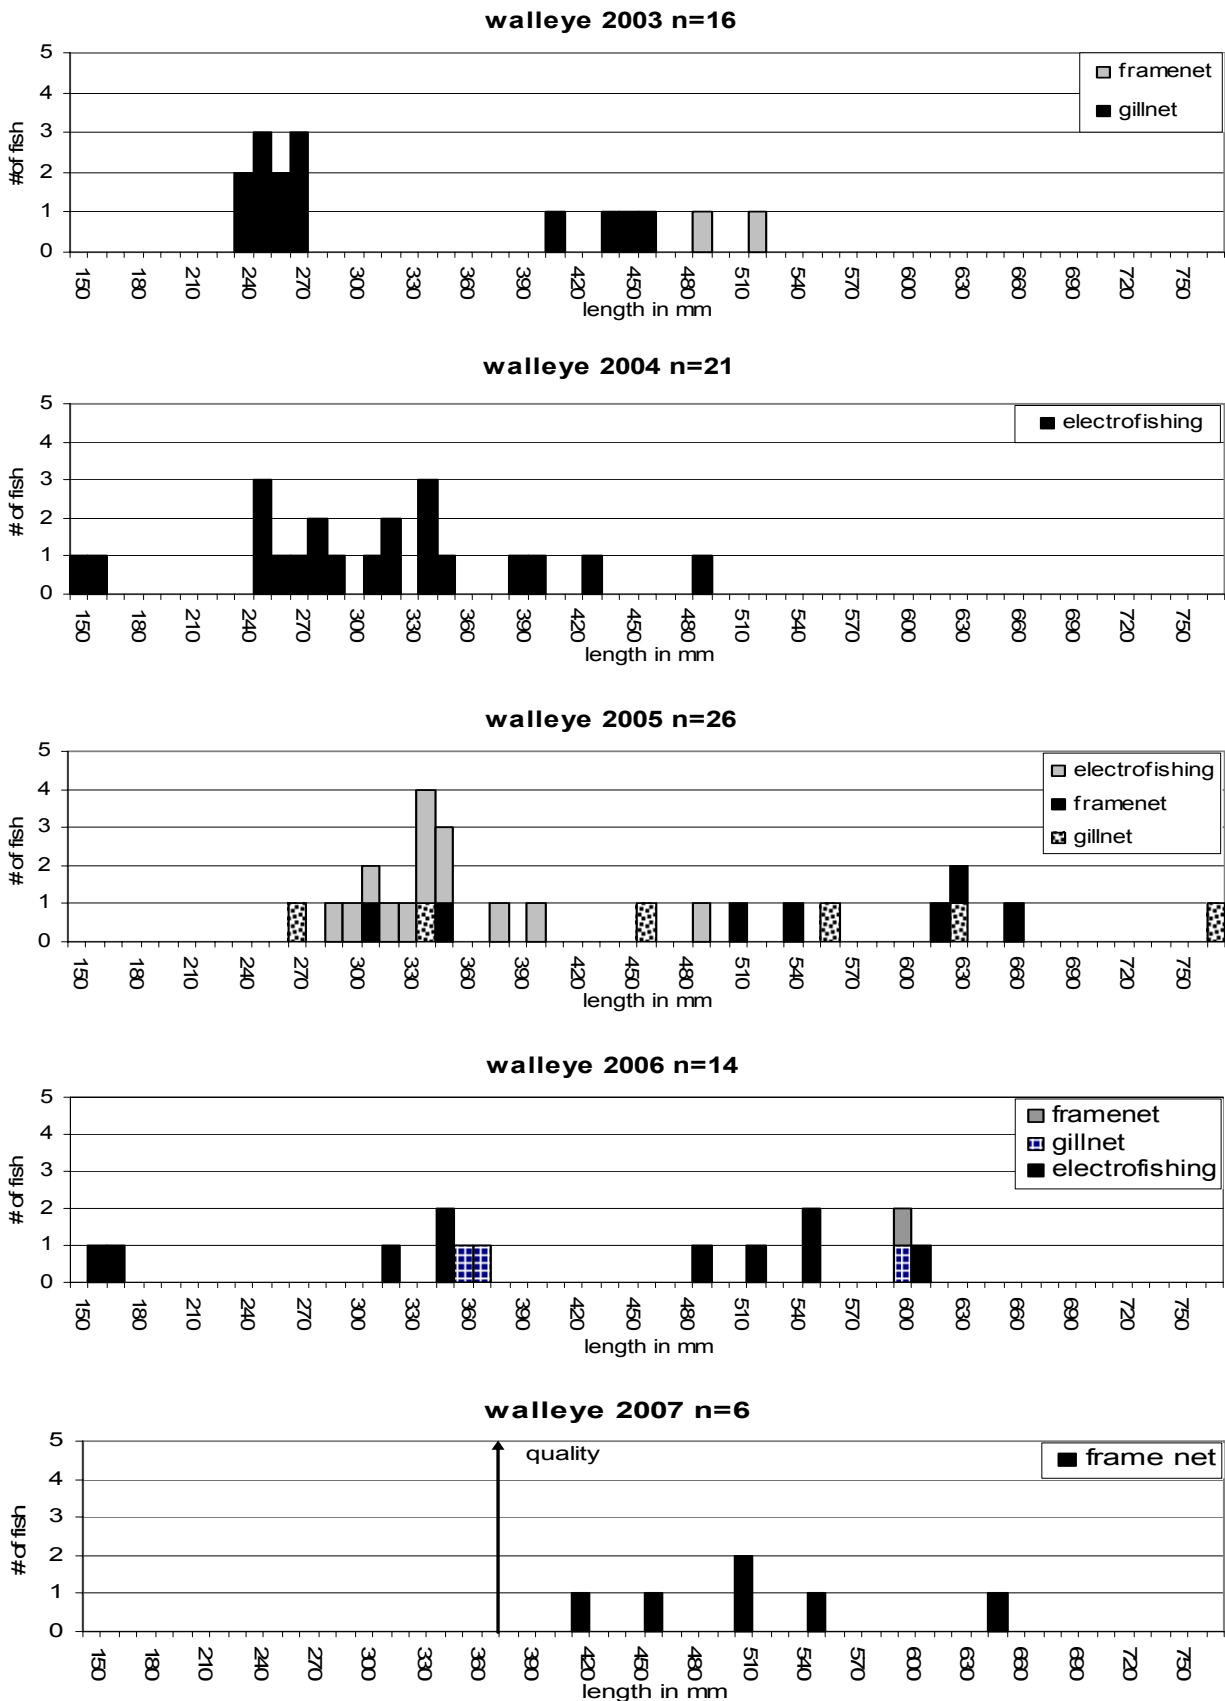 walleye 2003 n=16
5
4
3
2
1
0
#of fish
framenet
gillnet
150 180 210 240 270 300 330 360 390 420 450 480 510 540 570 600 630 660 690 720 750
length in mm
walleye 2004 n=21
5
4
3
2
1
0
# of fish
electrofishing
150 180 210 240 270 300 330 360 390 420 450 480 510 540 570 600 630 660 690 720 750
length in mm
walleye 2005 n=26
5
4
3
2
1
0
# of fish
electrofishing
framenet
gillnet
150 180 210 240 270 300 330 360 390 420 450 480 510 540 570 600 630 660 690 720 750
length in mm
walleye 2006 n=14
5
4
3
2
1
0
# of fish
framenet
gillnet
electrofishing
150 180 210 240 270 300 330 360 390 420 450 480 510 540 570 600 630 660 690 720 750
length in mm
walleye 2007 n=6
5
4
3
2
1
0
# of fish
quality
frame net
150 180 210 240 270 300 330 360 390 420 450 480 510 540 570 600 630 660 690 720 750
length in mm